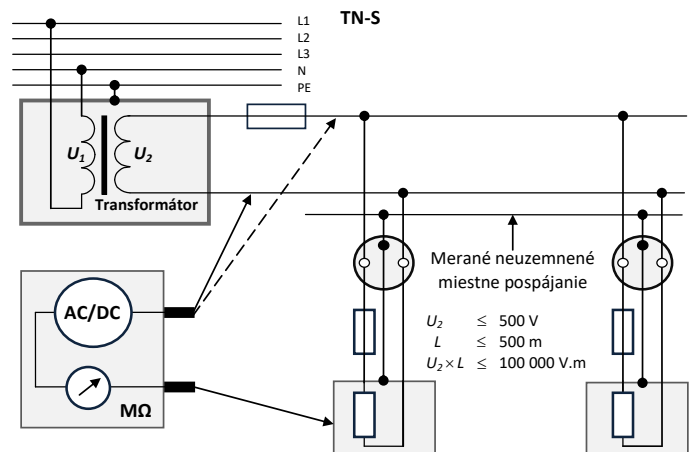 TN-S
L1
L2
L3
N
PE
U₁
U₂
Transformátor
AC/DC
MΩ
Merané neuzemnené
miestne pospájanie
U₂ ≤ 500 V
L ≤ 500 m
U₂ × L ≤ 100 000 V.m